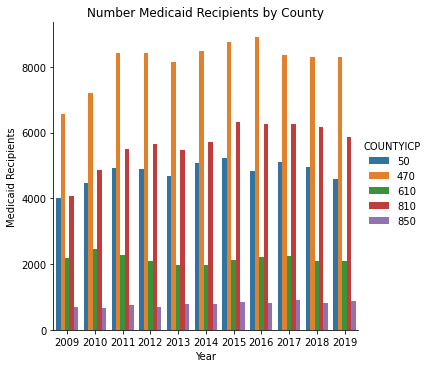 Number Medicaid Recipients by County
Medicaid Recipients
8000
6000
4000
2000
0
2009 2010 2011 2012 2013 2014 2015 2016 2017 2018 2019
Year
COUNTYICP
50
470
610
810
850